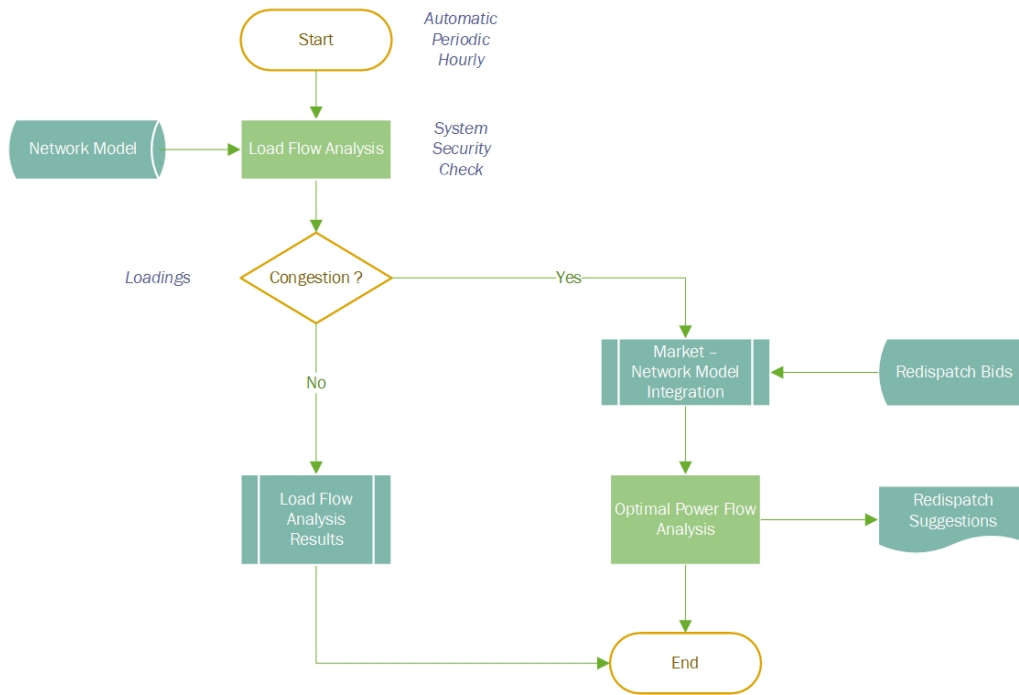 Start
Automatic
Periodic
Hourly
Network Model
Load Flow Analysis
System
Security
Check
Loadings
Congestion ?
Yes
No
Market –
Network Model
Integration
Redispatch Bids
Load Flow
Analysis
Results
Optimal Power Flow
Analysis
Redispatch
Suggestions
End